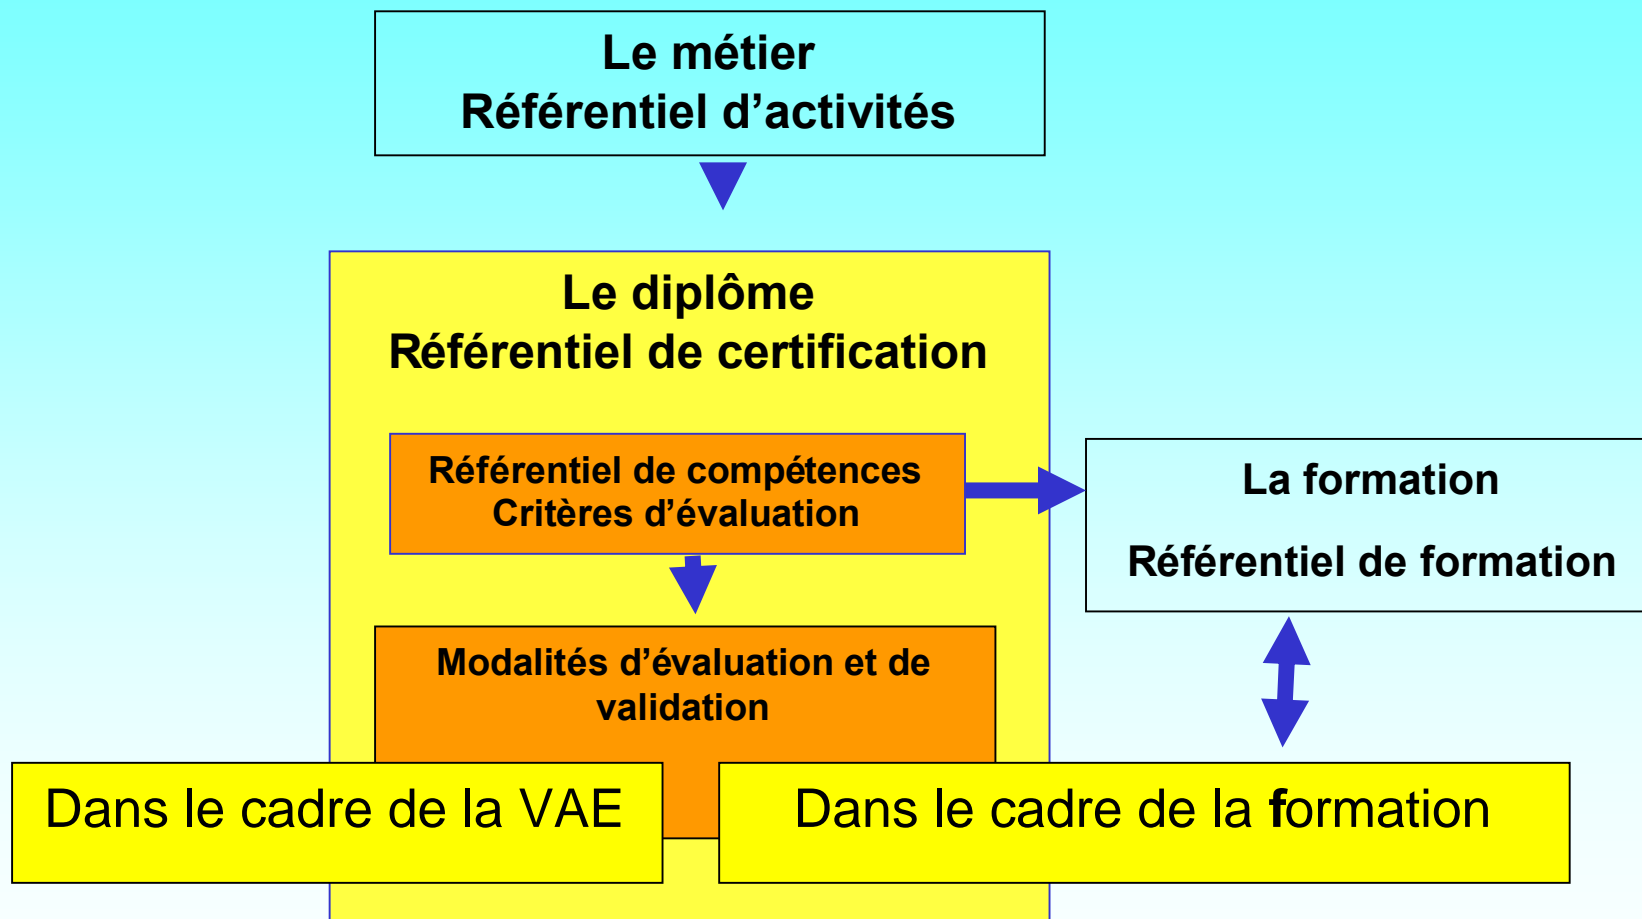 Le métier
Référentiel d’activités
Le diplôme
Référentiel de certification
Référentiel de compétences
Critères d’évaluation
La formation
Référentiel de formation
Modalités d’évaluation et de
validation
Dans le cadre de la VAE
Dans le cadre de la formation